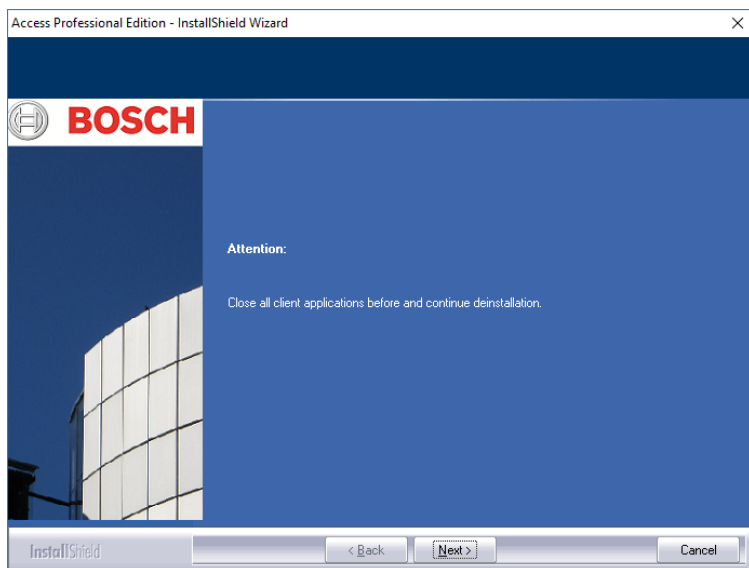 Access Professional Edition - InstallShield Wizard
BOSCH
Attention:
Close all client applications before and continue deinstallation.
InstallShield
< Back
Next >
Cancel